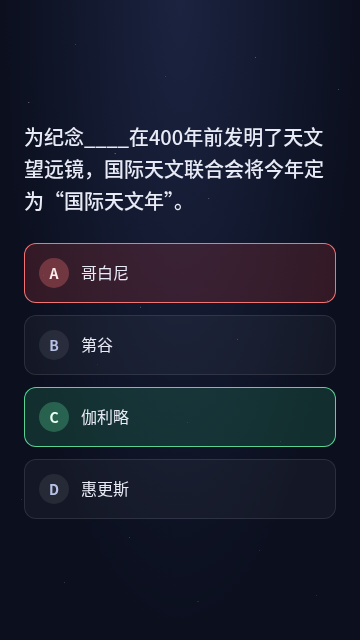 为纪念____在400年前发明了天文
望远镜，国际天文联合会将今年定
为“国际天文年”。
A 哥白尼
B 第谷
C 伽利略
D 惠更斯